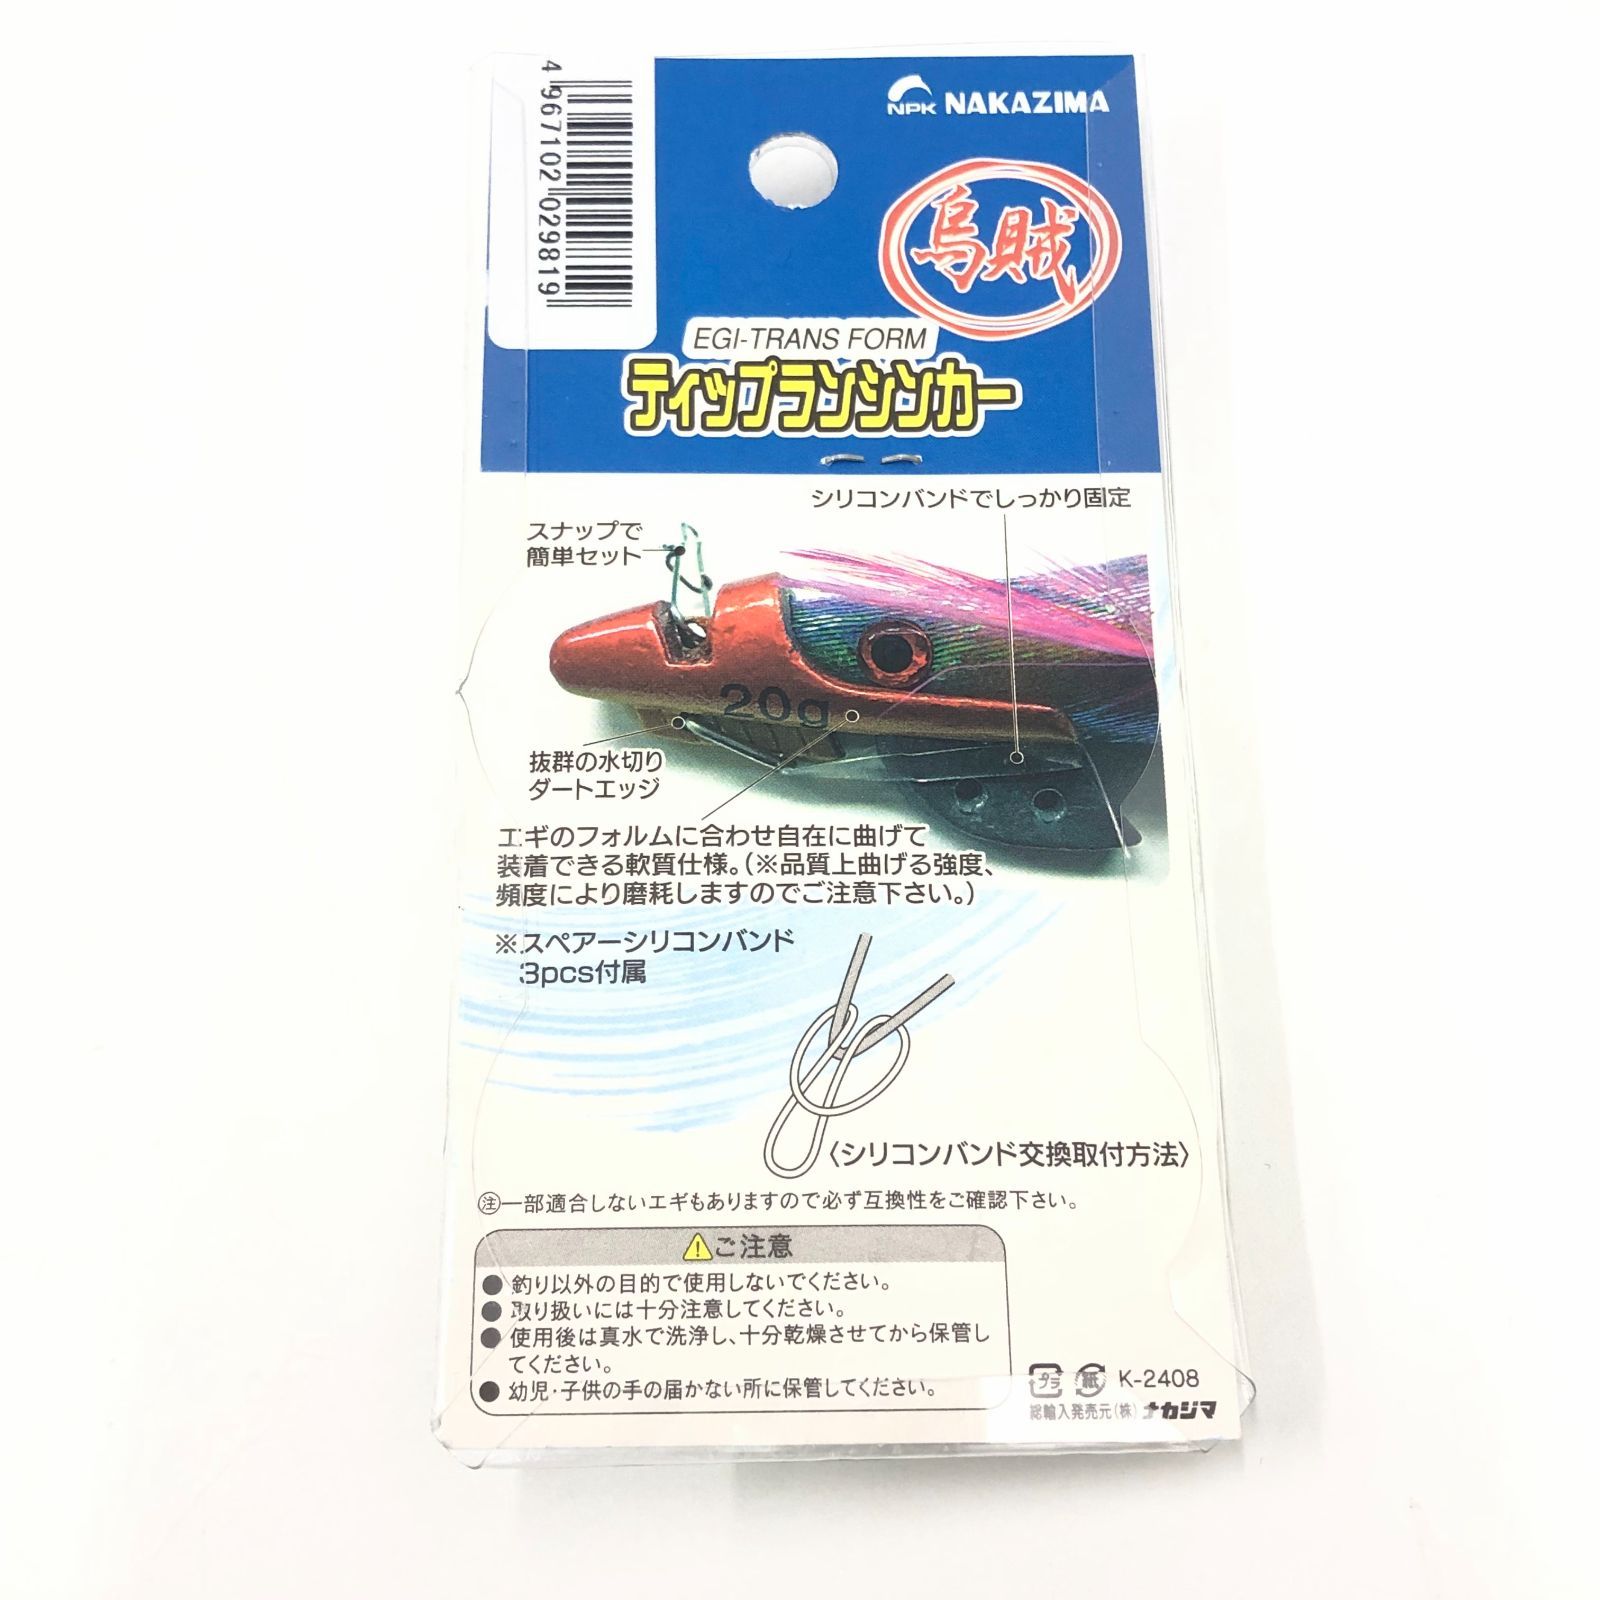 4 967102 029819
NPK NAKAZIMA
烏賊
EGI-TRANS FORM
ティップランシンカー
シリコンバンドでしっかり固定
スナップで
簡単セット
20g
抜群の水切り
ダートエッジ
エギのフォルムに合わせ自在に曲げて
装着できる軟質仕様。(※品質上曲げる強度、
頻度により磨耗しますのでご注意下さい。)
※スペアーシリコンバンド
3pcs付属
〈シリコンバンド交換取付方法〉
㊟一部適合しないエギもありますので必ず互換性をご確認下さい。
⚠ご注意
●釣り以外の目的で使用しないでください。
●取り扱いには十分注意してください。
●使用後は真水で洗浄し、十分乾燥させてから保管し
てください。
●幼児・子供の手の届かない所に保管してください。
プラ 紙 K-2408
総輸入発売元(株)ナカジマ